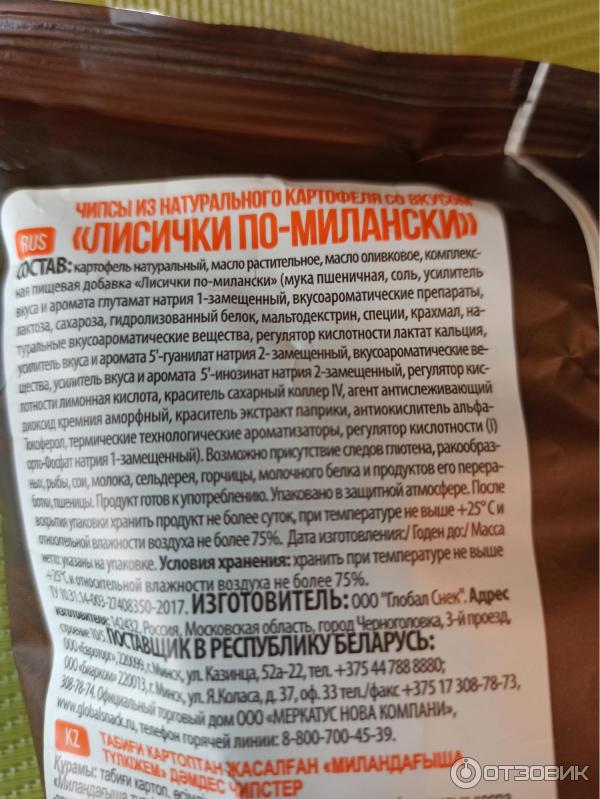 ЧИПСЫ ИЗ НАТУРАЛЬНОГО КАРТОФЕЛЯ СО ВКУСОМ
RUS «ЛИСИЧКИ ПО-МИЛАНСКИ»
СОСТАВ: картофель натуральный, масло растительное, масло оливковое, комплекс-
ная пищевая добавка «Лисички по-милански» (мука пшеничная, соль, усилитель
вкуса и аромата глутамат натрия 1-замещенный, вкусоароматические препараты,
лактоза, сахароза, гидролизованный белок, мальтодекстрин, специи, крахмал, на-
туральные вкусоароматические вещества, регулятор кислотности лактат кальция,
усилитель вкуса и аромата 5'-гуанилат натрия 2- замещенный, вкусоароматические ве-
щества, усилитель вкуса и аромата 5'-инозинат натрия 2-замещенный, регулятор кис-
лотности лимонная кислота, краситель сахарный коллер IV, агент антислеживающий
диоксид кремния аморфный, краситель экстракт паприки, антиокислитель альфа-
токоферол, термические технологические ароматизаторы, регулятор кислотности (i)
орто-Фосфат натрия 1-замещенный). Возможно присутствие следов глютена, ракообраз-
ных, рыбы, сои, молока, сельдерея, горчицы, молочного белка и продуктов его перера-
ботки, пшеницы. Продукт готов к употреблению. Упаковано в защитной атмосфере. После
вскрытия упаковки хранить продукт не более суток, при температуре не выше +25° С и
относительной влажности воздуха не более 75%. Дата изготовления:/ Годен до:/ Масса
нетто: указаны на упаковке. Условия хранения: хранить при температуре не выше
+25°С и относительной влажности воздуха не более 75%.
ТУ 10.31.14-003-27408350-2017. ИЗГОТОВИТЕЛЬ: ООО "Глобал Снек". Адрес
изготовителя: 142432, Россия, Московская область, город Черноголовка, 3-й проезд,
строение 10/5. ПОСТАВЩИК В РЕСПУБЛИКУ БЕЛАРУСЬ:
ООО «Евроторг», 220099, г. Минск, ул. Казинца, 52а-22, тел. +375 44 788 8880;
ООО «Биарком» 220013, г. Минск, ул. Я.Коласа, д. 37, оф. 33 тел./факс +375 17 308-78-73,
308-78-74. Официальный торговый дом ООО «МЕРКАТУС НОВА КОМПАНИ»,
www.globalsnack.ru, телефон горячей линии: 8-800-700-45-39.
KZ ТАБИҒИ КАРТОПТАН ЖАСАЛҒАН «МИЛАНДАҒЫША
ТҮЛКІЖЕМ» ДӘМДЕС ЧИПСТЕР
Құрамы: табиғи картоп, өсімдік
ОТЗОВИК